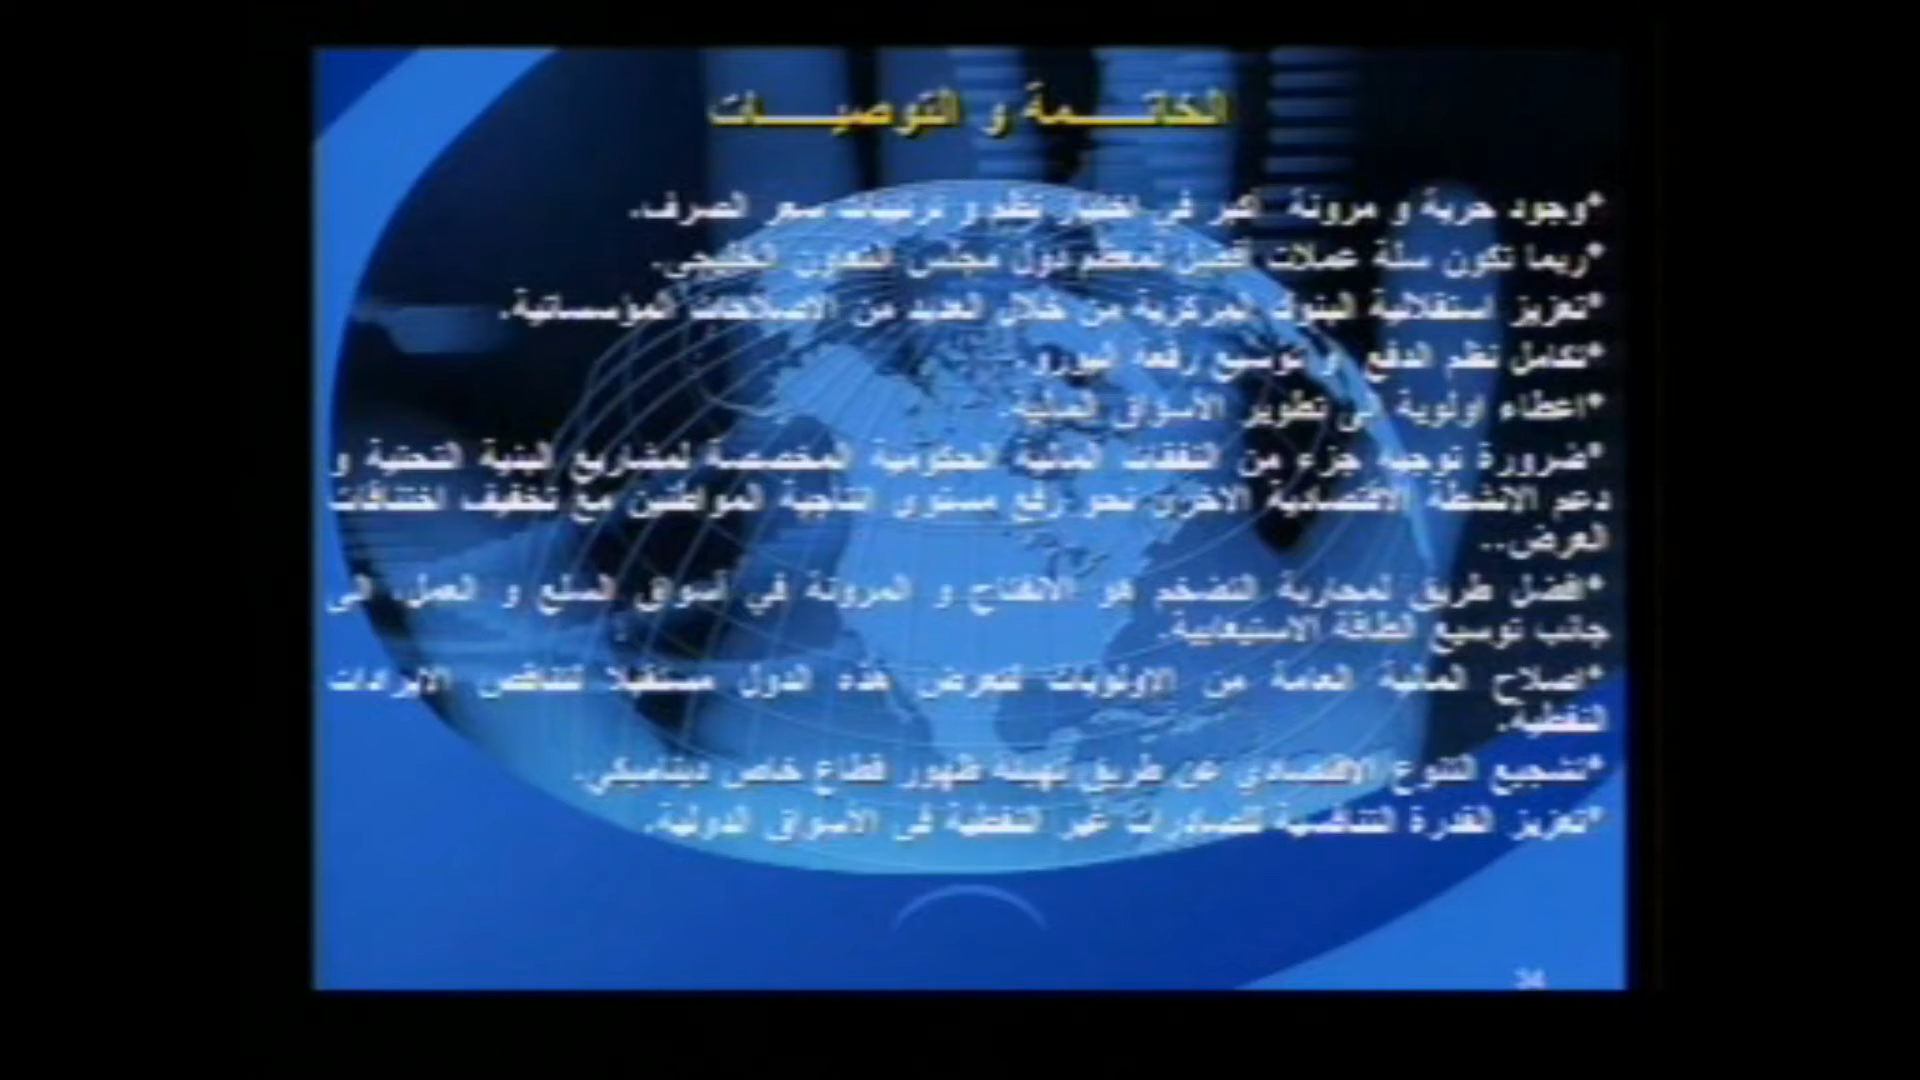 الخاتمة و التوصيات
*وجود حرية و مرونة أكبر في اختيار نظم و ترتيبات سعر الصرف.
*ربما تكون سلة عملات أفضل لمعظم دول مجلس التعاون الخليجي.
*تعزيز استقلالية البنوك المركزية من خلال العديد من الاصلاحات المؤسساتية.
*تكامل نظم الدفع و توسيع رقعة اليورو.
*اعطاء اولوية الى تطوير الأسواق المالية.
*ضرورة توجيه جزء من النفقات المالية الحكومية المخصصة لمشاريع البنية التحتية و
دعم الانشطة الاقتصادية الاخرى نحو رفع مستوى انتاجية المواطنين مع تخفيف اختناقات
العرض..
*افضل طريق لمحاربة التضخم هو الانفتاح و المرونة في أسواق السلع و العمل، الى
جانب توسيع الطاقة الاستيعابية.
*اصلاح المالية العامة من الاولويات لتعرض هذه الدول مستقبلا لتناقص الايرادات
النفطية.
*تشجيع التنوع الاقتصادي عن طريق تهيئة ظهور قطاع خاص ديناميكي.
*تعزيز القدرة التنافسية للصادرات غير النفطية في الأسواق الدولية.
34